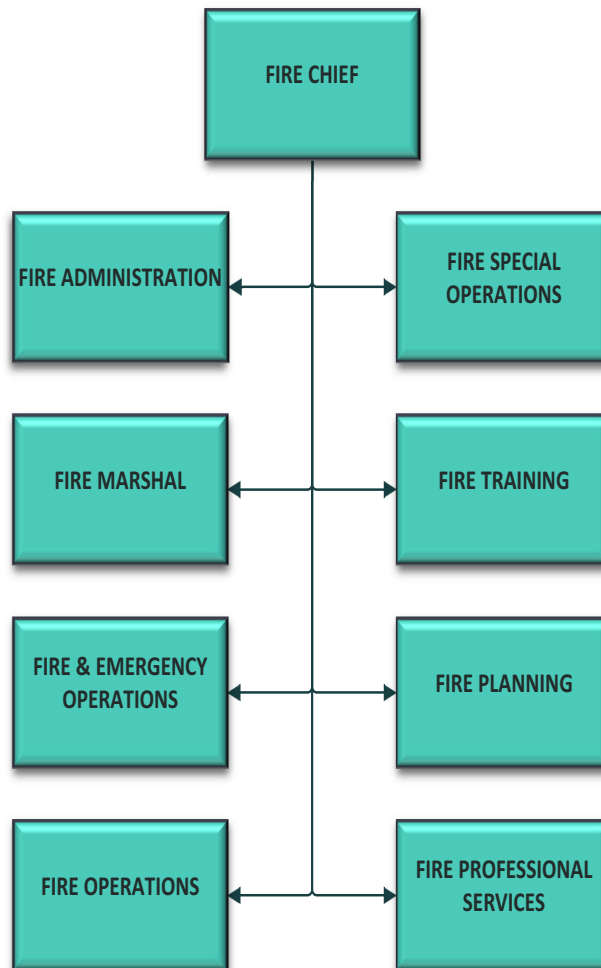 FIRE CHIEF
FIRE ADMINISTRATION
FIRE SPECIAL
OPERATIONS
FIRE MARSHAL
FIRE TRAINING
FIRE & EMERGENCY
OPERATIONS
FIRE PLANNING
FIRE OPERATIONS
FIRE PROFESSIONAL
SERVICES